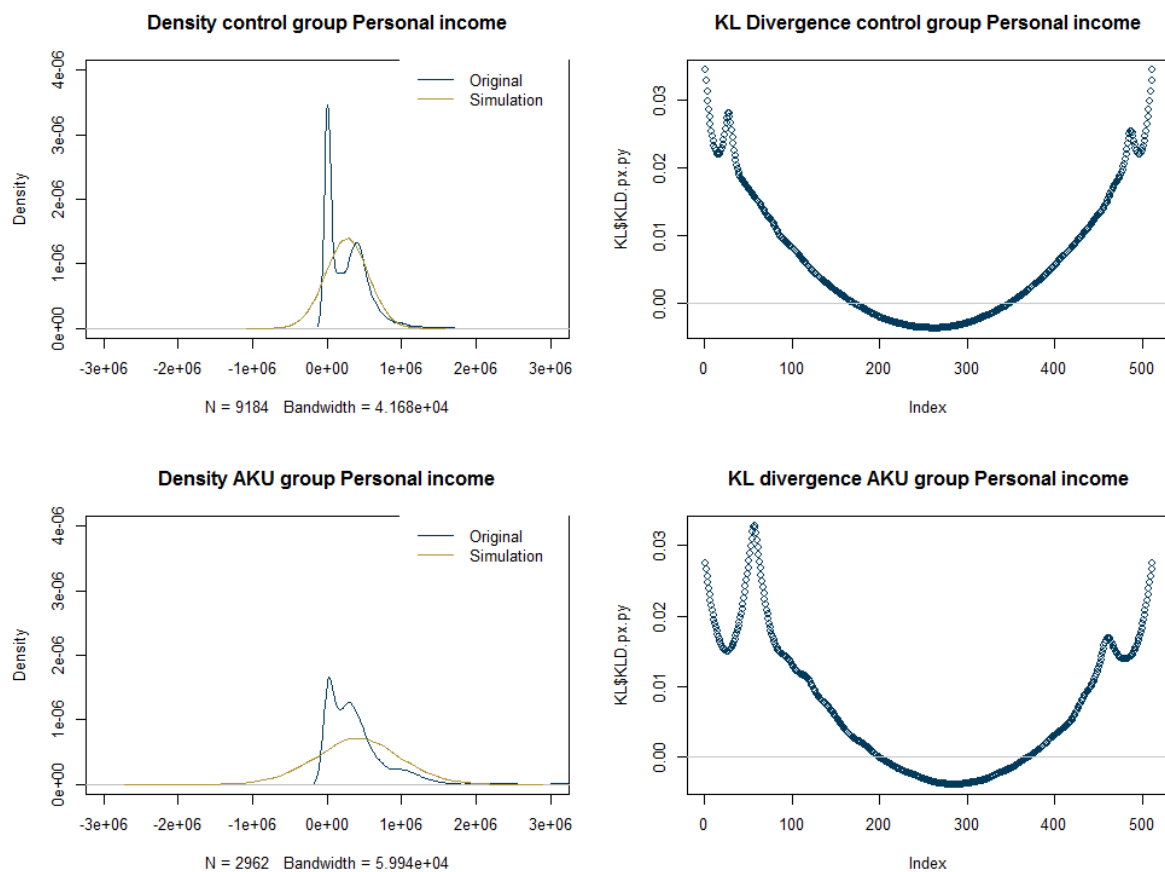 Density control group Personal income
Density
4e-06
3e-06
2e-06
1e-06
0e+00
Original
Simulation
-3e+06 -2e+06 -1e+06 0e+00 1e+06 2e+06 3e+06
N = 9184 Bandwidth = 4.168e+04
KL Divergence control group Personal income
KL$KLD.px.py
0.03
0.02
0.01
0.00
0 100 200 300 400 500
Index
Density AKU group Personal income
Density
4e-06
3e-06
2e-06
1e-06
0e+00
Original
Simulation
-3e+06 -2e+06 -1e+06 0e+00 1e+06 2e+06 3e+06
N = 2962 Bandwidth = 5.994e+04
KL divergence AKU group Personal income
KL$KLD.px.py
0.03
0.02
0.01
0.00
0 100 200 300 400 500
Index